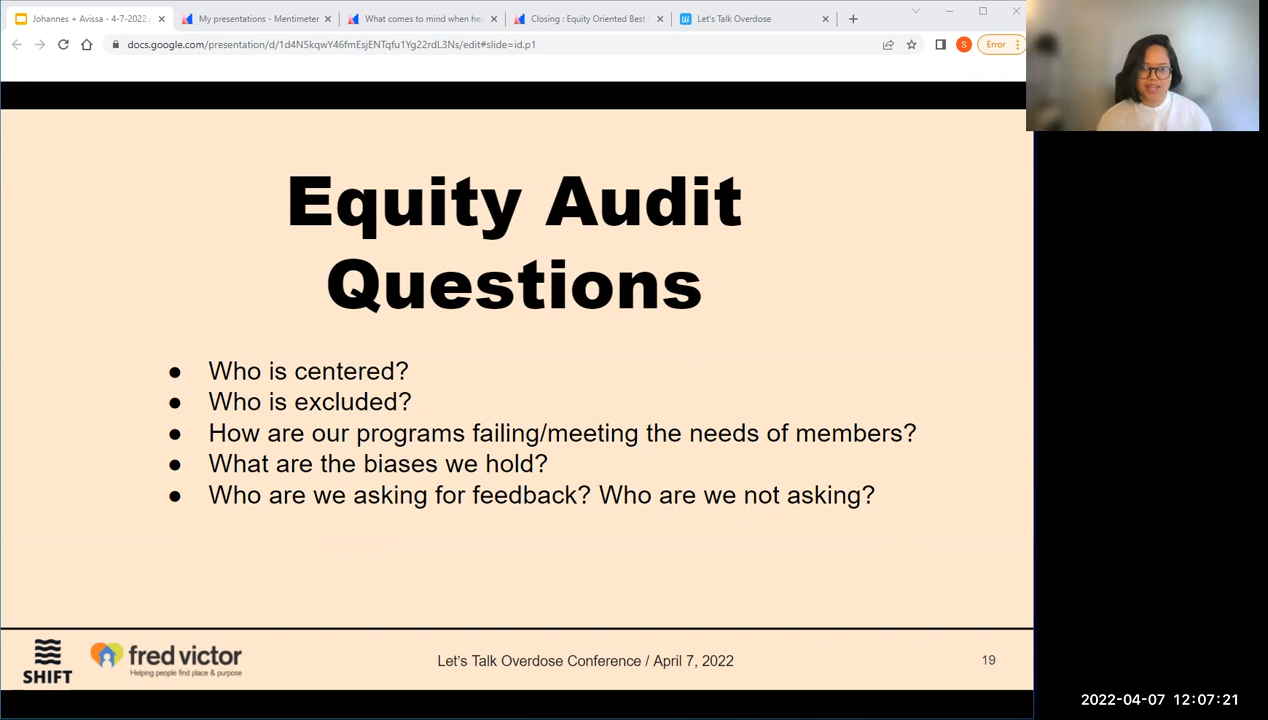 Johannes + Avissa - 4-7-2022
My presentations - Mentimeter
What comes to mind when hea
Closing : Equity Oriented Best
Let's Talk Overdose
docs.google.com/presentation/d/1d4N5kqwY46fmEsjENTqfu1Yg22rdL3Ns/edit#slide=id.p1
S
Error
Equity Audit
Questions
● Who is centered?
● Who is excluded?
● How are our programs failing/meeting the needs of members?
● What are the biases we hold?
● Who are we asking for feedback? Who are we not asking?
SHIFT
fred victor
Helping people find place & purpose
Let's Talk Overdose Conference / April 7, 2022
19
2022-04-07 12:07:21